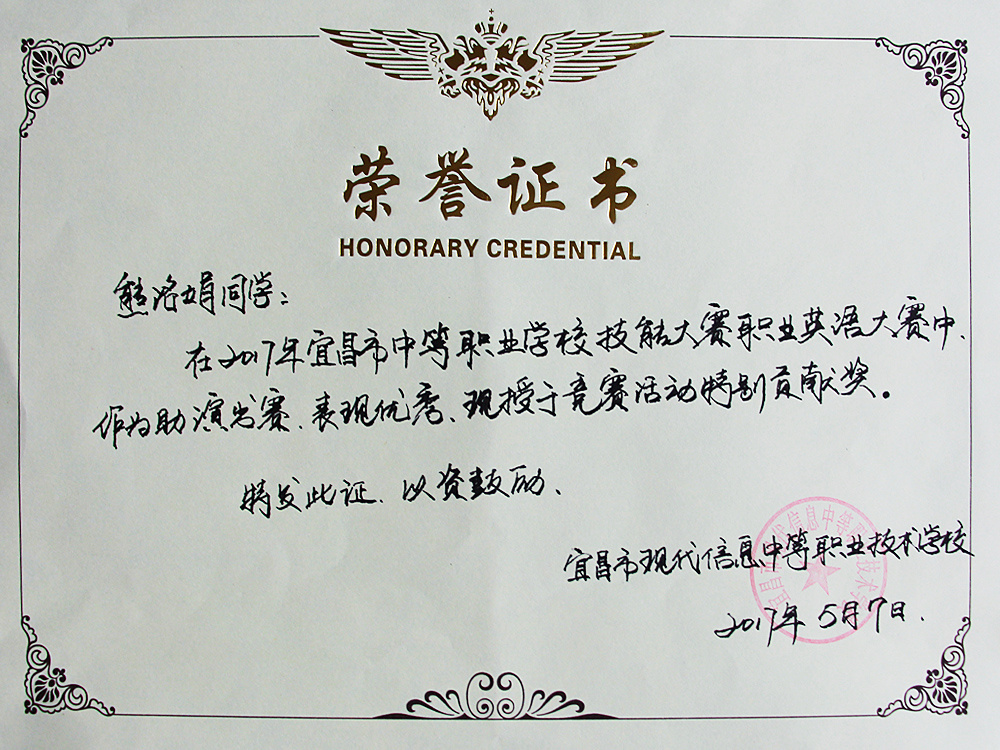 荣誉证书
HONORARY CREDENTIAL
熊洺娟同学：
在2017年宜昌市中等职业学校技能大赛职业英语大赛中，
作为助演出赛、表现优秀、现授于竞赛活动特别贡献奖。
特发此证、以资鼓励、
宜昌市现代信息中等职业技术学校
2017年5月7日.